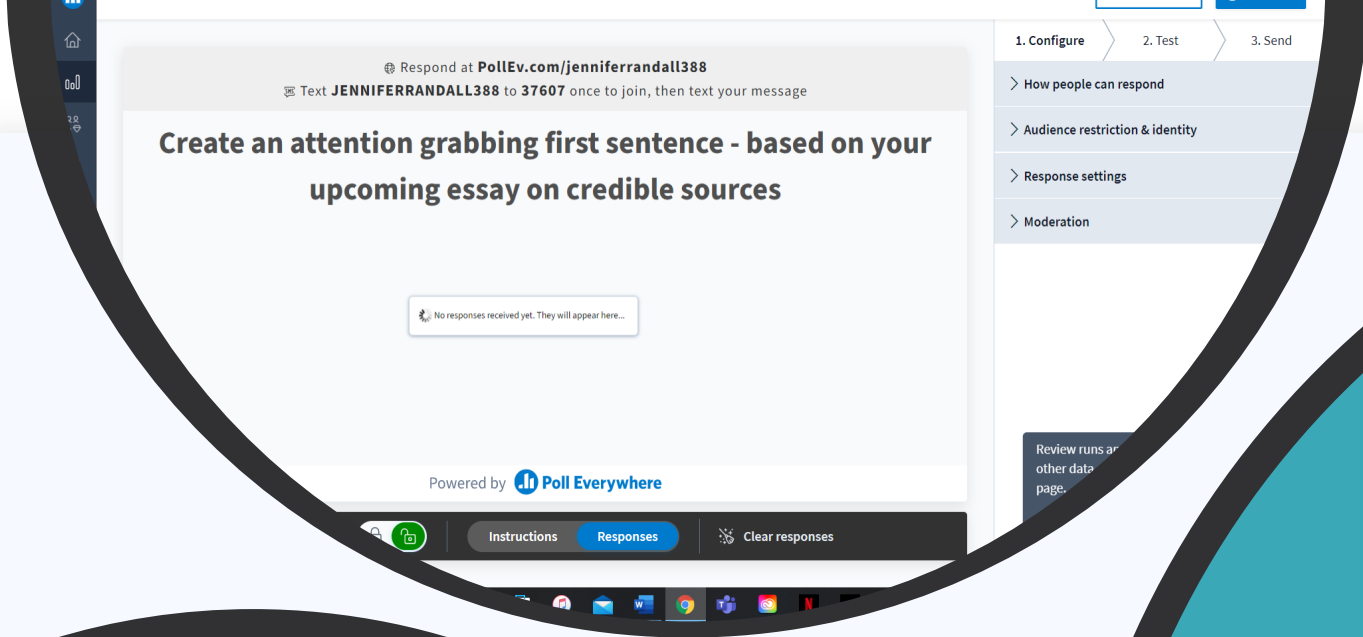 Respond at PollEv.com/jenniferrandall388
Text JENNIFERRANDALL388 to 37607 once to join, then text your message
Create an attention grabbing first sentence - based on your
upcoming essay on credible sources
No responses received yet. They will appear here...
Powered by Poll Everywhere
Instructions
Responses
Clear responses
1. Configure
2. Test
3. Send
How people can respond
Audience restriction & identity
Response settings
Moderation
Review runs
other data
page.